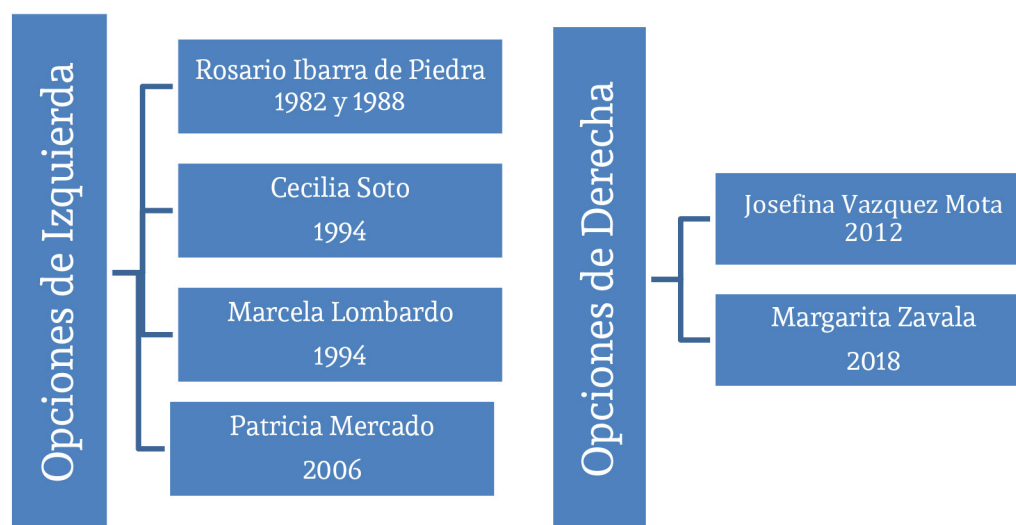 Opciones de Izquierda
Rosario Ibarra de Piedra
1982 y 1988
Cecilia Soto
1994
Marcela Lombardo
1994
Patricia Mercado
2006
Opciones de Derecha
Josefina Vazquez Mota
2012
Margarita Zavala
2018